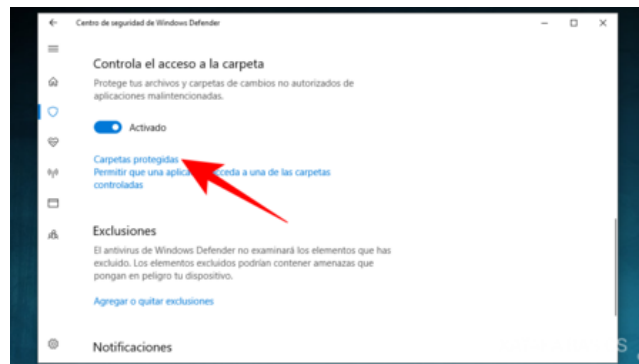 Centro de seguridad de Windows Defender
Controla el acceso a la carpeta
Protege tus archivos y carpetas de cambios no autorizados de
aplicaciones malintencionadas.
Activado
Carpetas protegidas
Permitir que una a a una de las carpetas
controladas
Exclusiones
El antivirus de Windows Defender no examinará los elementos que has
excluido. Los elementos excluidos podrían contener amenazas que
pongan en peligro tu dispositivo.
Agregar o quitar exclusiones
Notificaciones
S